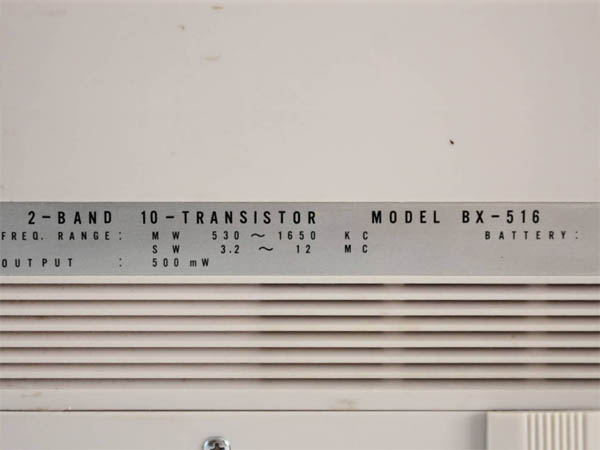 2-BAND 10-TRANSISTOR MODEL BX-516
FREQ. RANGE: MW 530～1650 KC BATTERY:
SW 3.2～12 MC
OUTPUT : 500 mW